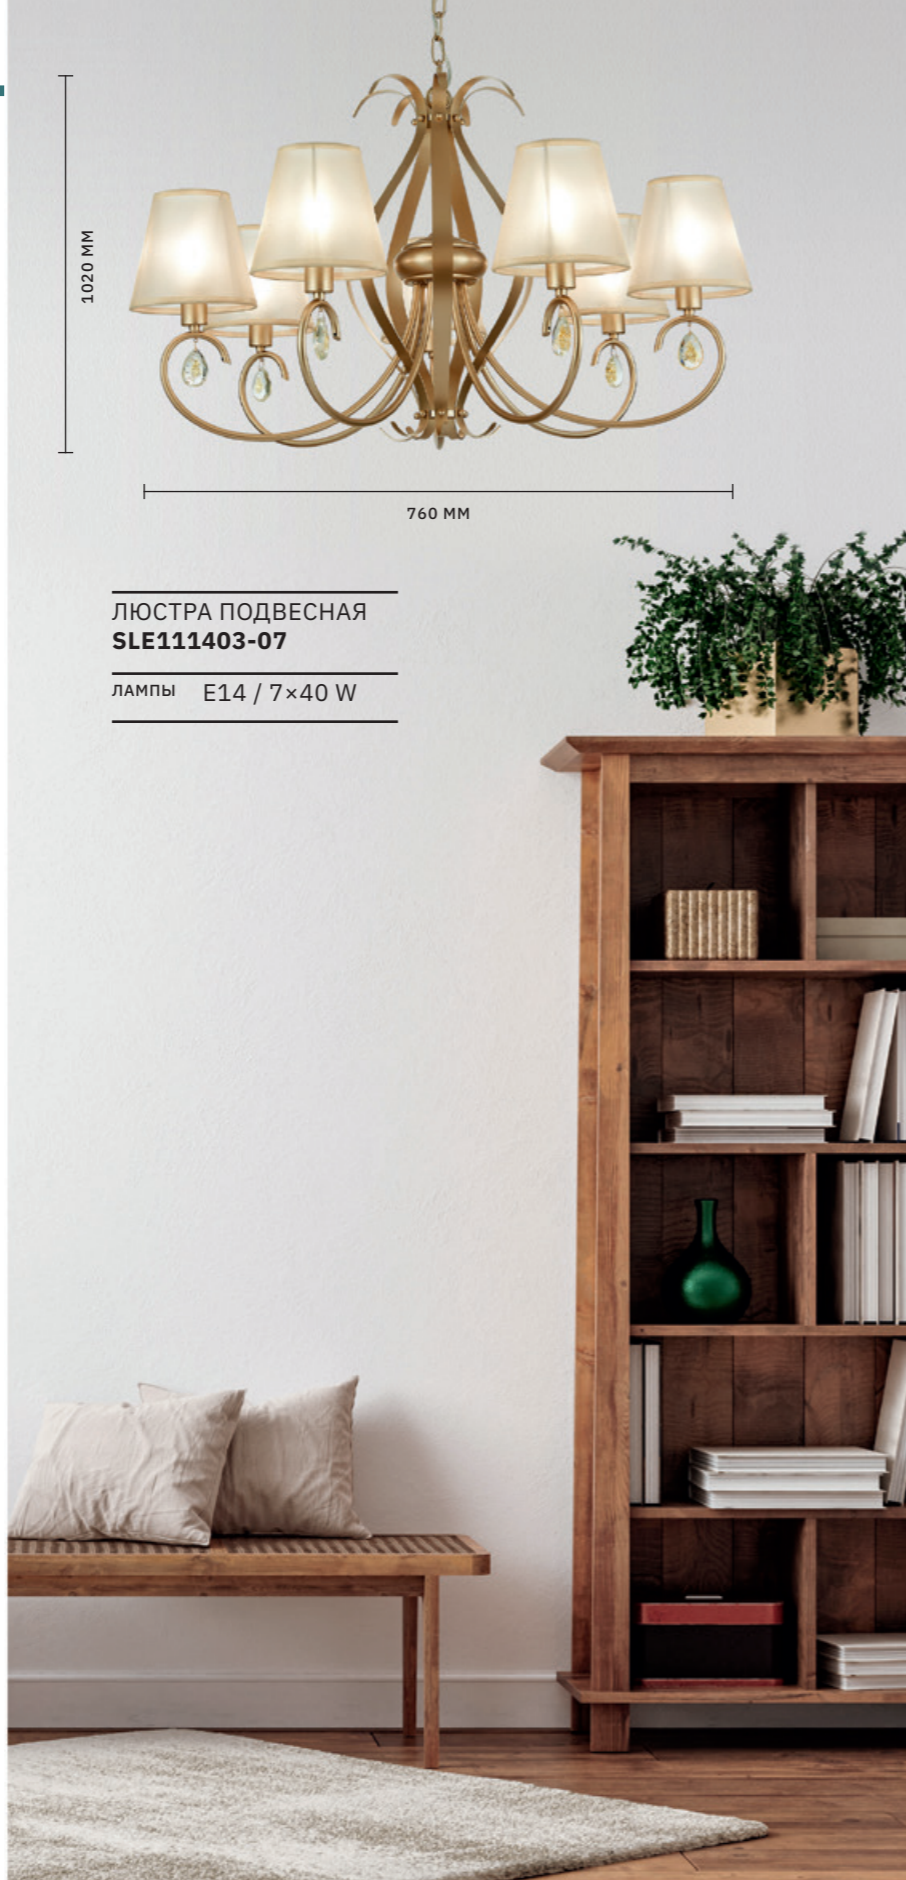 1020 ММ
760 ММ
ЛЮСТРА ПОДВЕСНАЯ
SLE111403-07
ЛАМПЫ E14 / 7×40 W